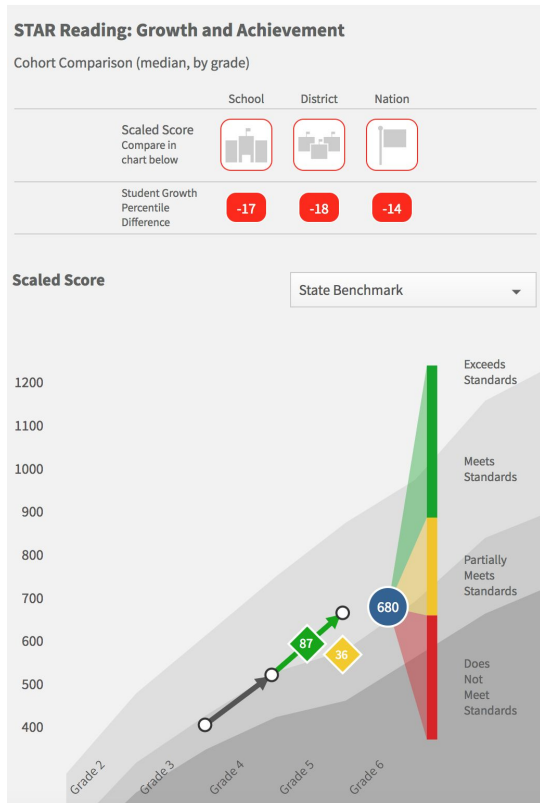 STAR Reading: Growth and Achievement
Cohort Comparison (median, by grade)
School District Nation
Scaled Score
Compare in
chart below
Student Growth
Percentile
Difference
-17 -18 -14
Scaled Score
State Benchmark
Exceeds
Standards
1200
1100
1000
Meets
Standards
900
800
Partially
Meets
Standards
700
680
600
87
36
500
Does
Not
Meet
Standards
400
Grade 2 Grade 3 Grade 4 Grade 5 Grade 6